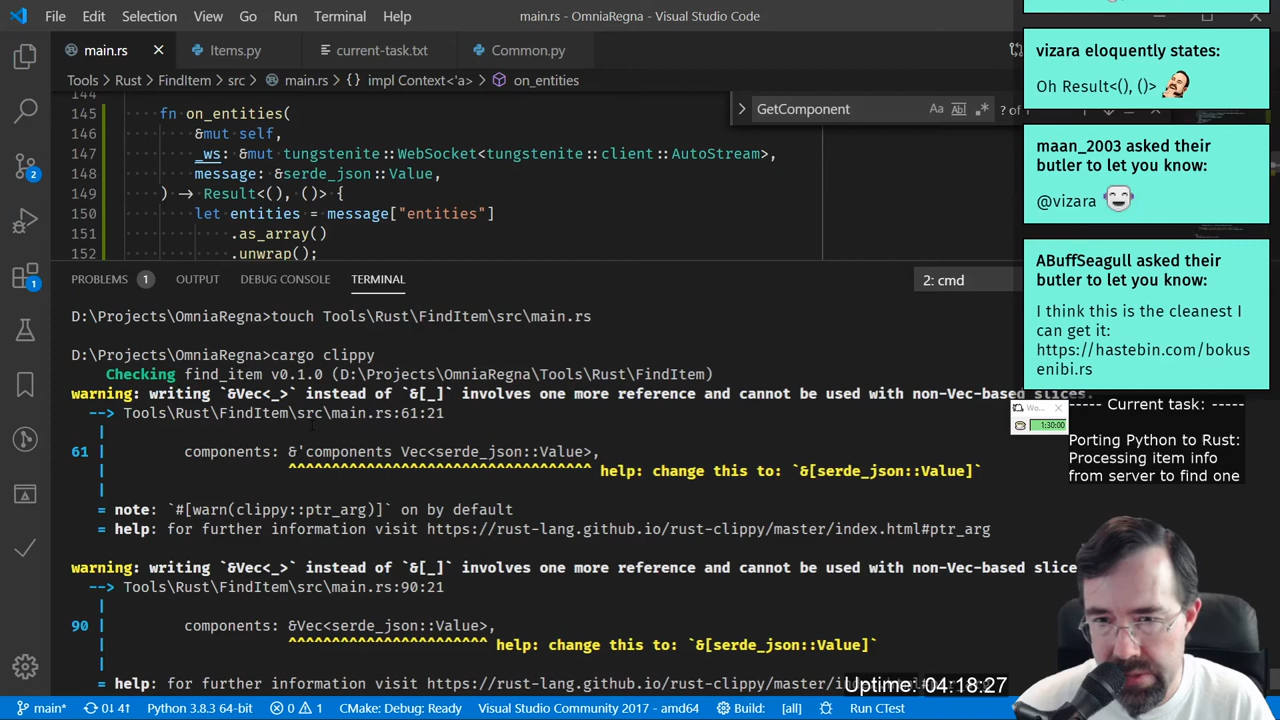 File Edit Selection View Go Run Terminal Help
main.rs - OmniaRegna - Visual Studio Code
main.rs Items.py current-task.txt Common.py
Tools > Rust > FindItem > src > main.rs > {} impl Context<'a> > on_entities
GetComponent Aa Abl .* ? of
144
145 fn on_entities(
146 &mut self,
147 _ws: &mut tungstenite::WebSocket<tungstenite::client::AutoStream>,
148 message: &serde_json::Value,
149 ) → Result<(), ()> {
150 let entities = message["entities"]
151 .as_array()
152 .unwrap();
PROBLEMS 1 OUTPUT DEBUG CONSOLE TERMINAL 2: cmd
D:\Projects\OmniaRegna>touch Tools\Rust\FindItem\src\main.rs
D:\Projects\OmniaRegna>cargo clippy
Checking find_item v0.1.0 (D:\Projects\OmniaRegna\Tools\Rust\FindItem)
warning: writing `&Vec<_>` instead of `&[_]` involves one more reference and cannot be used with non-Vec-based slices.
--> Tools\Rust\FindItem\src\main.rs:61:21
|
61 | components: &'components Vec<serde_json::Value>,
| ^^^^^^^^^^^^^^^^^^^^^^^^^^^^^^^^^^^ help: change this to: `&[serde_json::Value]`
|
= note: `#[warn(clippy::ptr_arg)]` on by default
= help: for further information visit https://rust-lang.github.io/rust-clippy/master/index.html#ptr_arg
warning: writing `&Vec<_>` instead of `&[_]` involves one more reference and cannot be used with non-Vec-based slice
--> Tools\Rust\FindItem\src\main.rs:90:21
|
90 | components: &Vec<serde_json::Value>,
| ^^^^^^^^^^^^^^^^^^^^^^^ help: change this to: `&[serde_json::Value]`
|
= help: for further information visit https://rust-lang.github.io/rust-clippy/master/
main* 0↓ 4↑ Python 3.8.3 64-bit 0 1 CMake: Debug: Ready Visual Studio Community 2017 - amd64 Build: [all] Run CTest
2
1
vizara eloquently states:
Oh Result<(), ()>
maan_2003 asked their
butler to let you know:
@vizara
ABuffSeagull asked their
butler to let you know:
I think this is the cleanest I
can get it:
https://hastebin.com/bokus
enibi.rs
Wo...
1:30:00
----- Current task: -----
Porting Python to Rust:
Processing item info
from server to find one
Uptime: 04:18:27